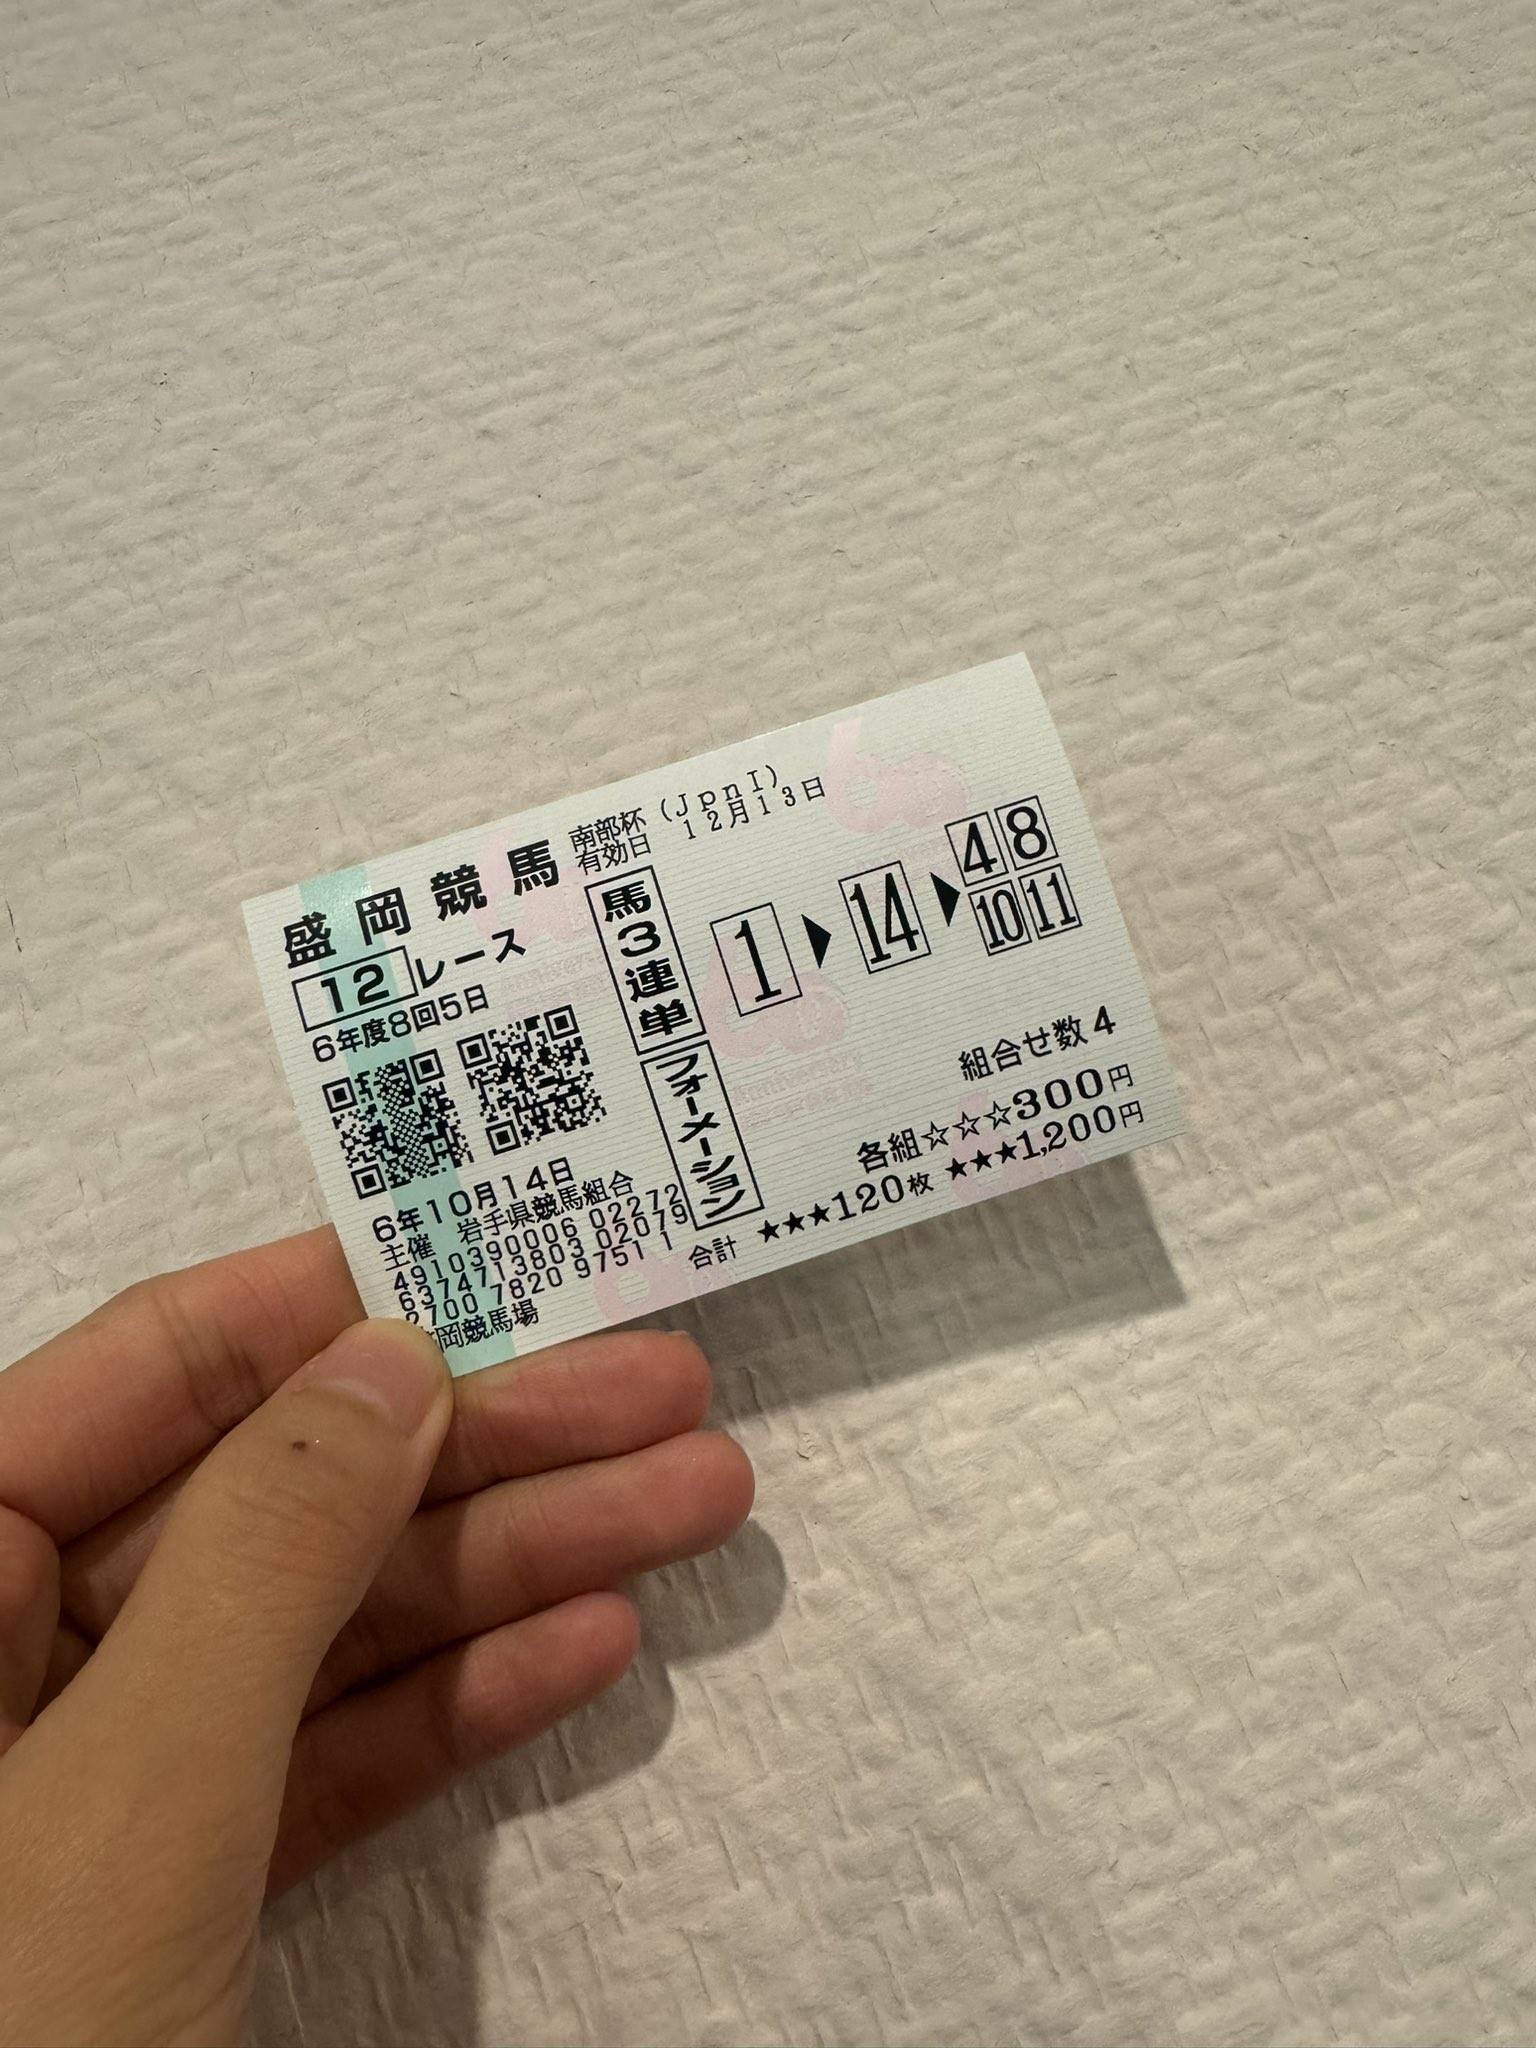 盛岡競馬
12レース
6年度8回5日
6年10月14日
主催 岩手県競馬組合
4910390006 02272
6374713803 02079
2700 7820 97511
岡競馬場
南部杯(JpnI)
有効日 12月13日
馬3連単
フォーメーション
1▶14▶4 8
10 11
組合せ数 4
各組☆☆☆300円
合計 ★★★120枚 ★★★1,200円